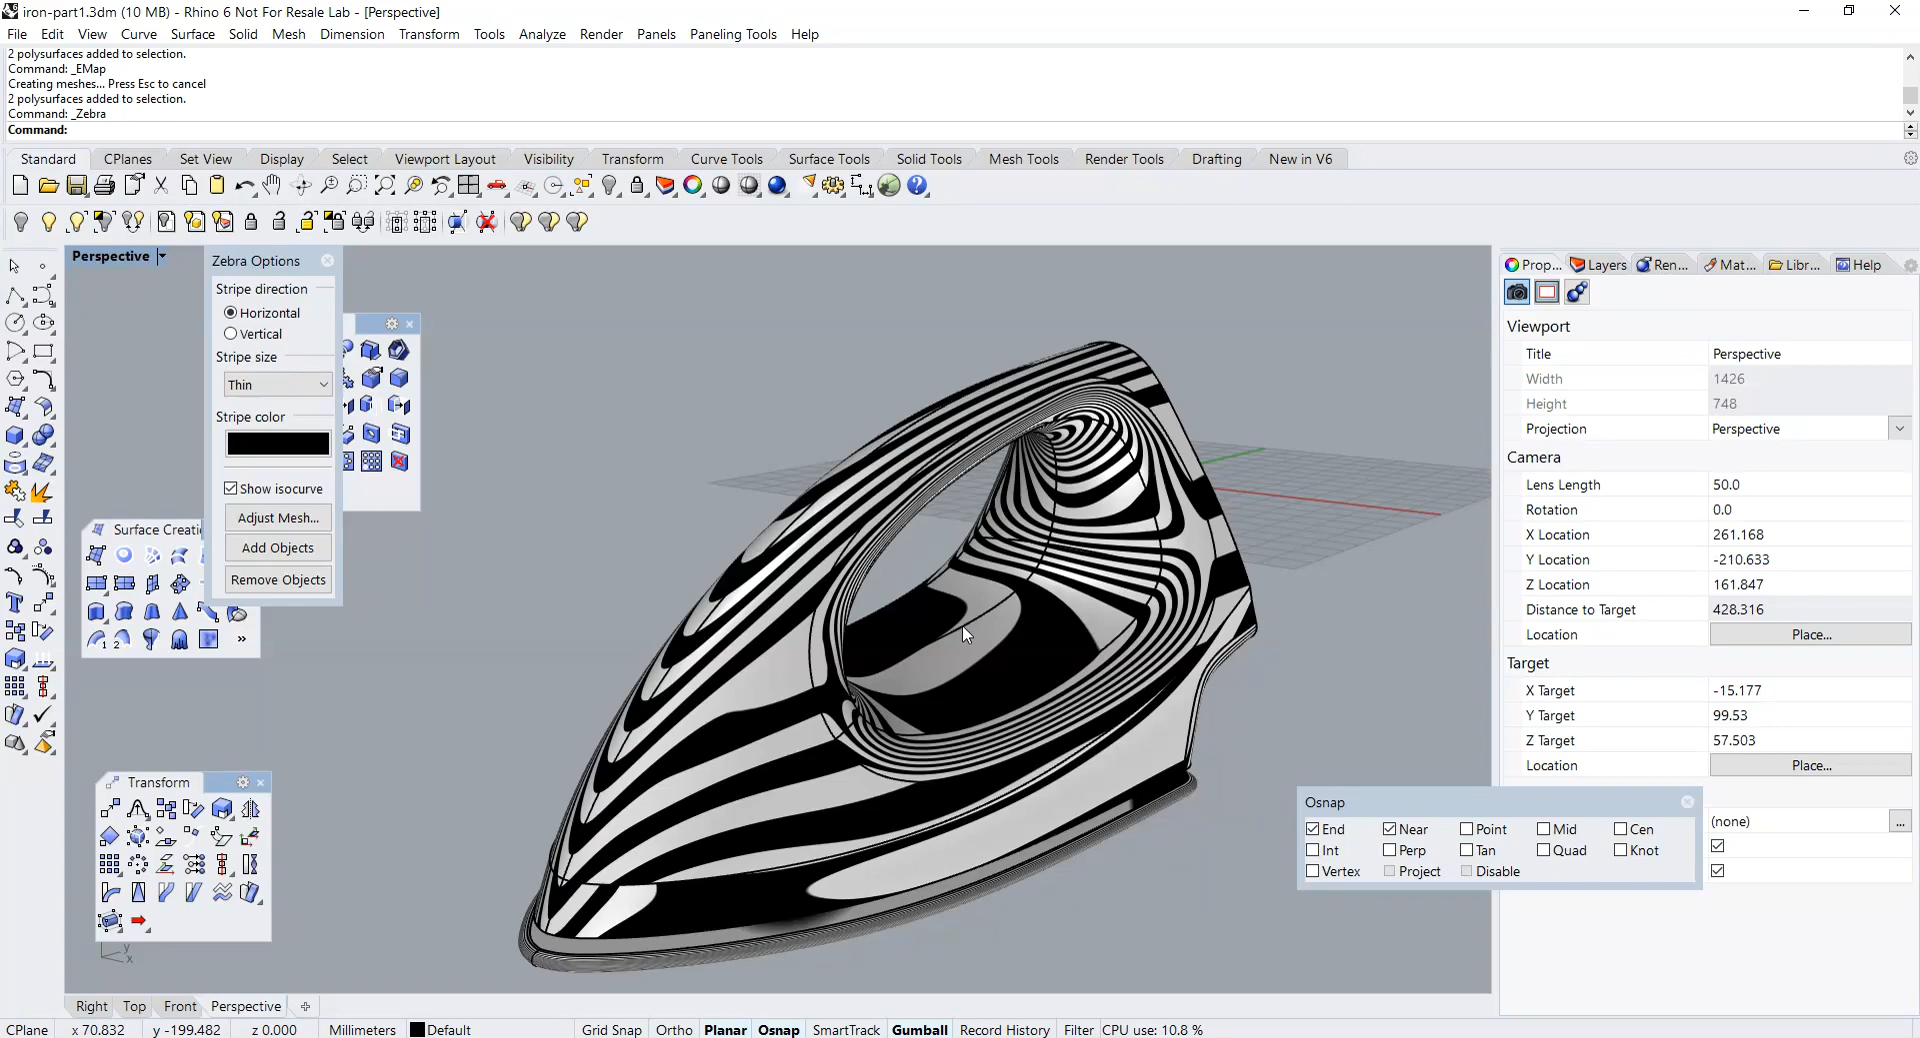 iron-part1.3dm (10 MB) - Rhino 6 Not For Resale Lab - [Perspective]
File Edit View Curve Surface Solid Mesh Dimension Transform Tools Analyze Render Panels Paneling Tools Help
2 polysurfaces added to selection.
Command: _EMap
Creating meshes... Press Esc to cancel
2 polysurfaces added to selection.
Command: _Zebra
Command:
Standard CPlanes Set View Display Select Viewport Layout Visibility Transform Curve Tools Surface Tools Solid Tools Mesh Tools Render Tools Drafting New in V6
Perspective
Zebra Options
Stripe direction
Horizontal
Vertical
Stripe size
Thin
Stripe color
Show isocurve
Adjust Mesh...
Add Objects
Remove Objects
Surface Creati
1 2 »
Transform
y
x
Prop... Layers Ren... Mat... Libr... Help
Viewport
Title Perspective
Width 1426
Height 748
Projection Perspective
Camera
Lens Length 50.0
Rotation 0.0
X Location 261.168
Y Location -210.633
Z Location 161.847
Distance to Target 428.316
Location Place...
Target
X Target -15.177
Y Target 99.53
Z Target 57.503
Location Place...
(none) ...
Osnap
End Near Point Mid Cen
Int Perp Tan Quad Knot
Vertex Project Disable
Right Top Front Perspective
CPlane x 70.832 y -199.482 z 0.000 Millimeters Default Grid Snap Ortho Planar Osnap SmartTrack Gumball Record History Filter CPU use: 10.8 %